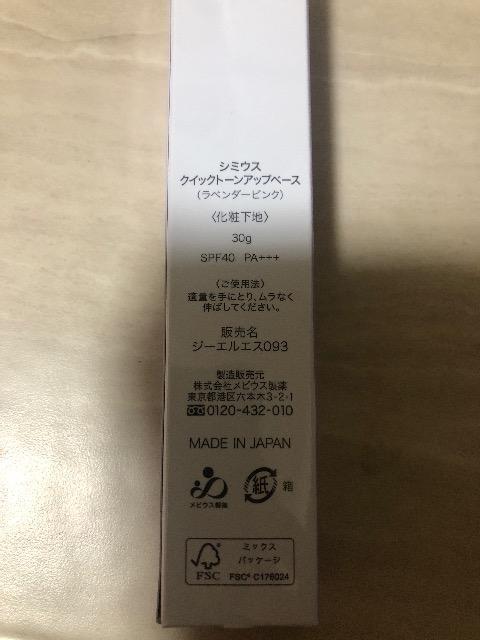 シミウス
クイックトーンアップベース
(ラベンダーピンク)
〈化粧下地〉
30g
SPF40 PA+++
〈ご使用法〉
適量を手にとり、ムラなく
伸ばしてください。
販売名
ジーエルエス093
製造販売元
株式会社メビウス製薬
東京都港区六本木3-2-1
0120-432-010
MADE IN JAPAN
メビウス製薬
紙 箱
ミックス
パッケージ
FSC
FSC® C176024